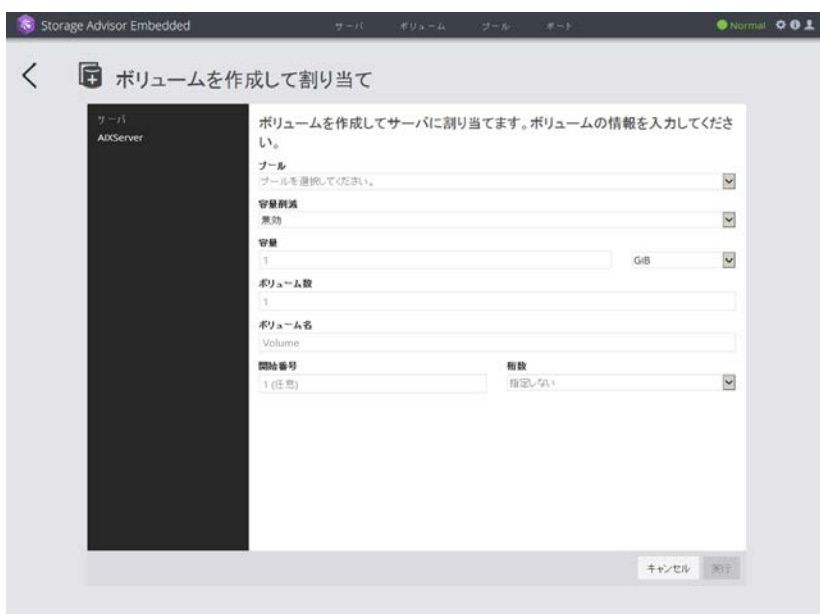 Storage Advisor Embedded
サーバ ボリューム プール ポート
Normal
ボリュームを作成して割り当て
サーバ
AIXServer
ボリュームを作成してサーバに割り当てます。ボリュームの情報を入力してくださ
い。
プール
プールを選択してください。
容量削減
無効
容量
1 GiB
ボリューム数
1
ボリューム名
Volume
開始番号 桁数
1 (任意) 指定しない
キャンセル 実行